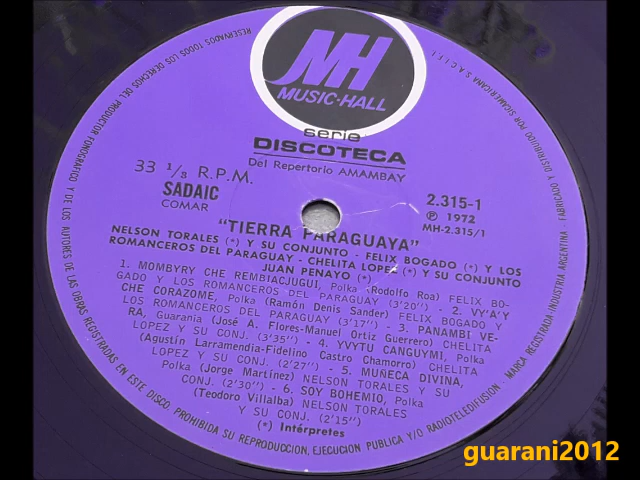 MH
MUSIC-HALL
serie
DISCOTECA
Del Repertorio AMAMBAY
33 1/3 R.P.M.
SADAIC
COMAR
2.315-1
℗ 1972
MH-2.315/1
"TIERRA PARAGUAYA"
NELSON TORALES (*) Y SU CONJUNTO - FELIX BOGADO (*) Y LOS
ROMANCEROS DEL PARAGUAY - CHELITA LOPEZ (*) Y SU CONJUNTO
JUAN PENAYO (*)
1. MOMBYRY CHE REMBIACJUGUI, Polka (Rodolfo Roa) FELIX BO-
GADO Y LOS ROMANCEROS DEL PARAGUAY (3'20") - 2. VY'A'Y
CHE CORAZOME, Polka (Ramón Denis Sander) FELIX BOGADO Y
LOS ROMANCEROS DEL PARAGUAY (3'17") - 3. PANAMBI VE-
RA, Guarania (José A. Flores-Manuel Ortiz Guerrero) CHELITA
LOPEZ Y SU CONJ. (3'35") - 4. YVYTU CANGUYMI, Polka
(Agustín Larramendia-Fidelino Castro Chamorro) CHELITA
LOPEZ Y SU CONJ. (2'27") - 5. MUÑECA DIVINA,
Polka (Jorge Martínez) NELSON TORALES Y SU
CONJ. (2'30") - 6. SOY BOHEMIO, Polka
(Teodoro Villalba) NELSON TORALES
Y SU CONJ. (2'15")
(*) Intérpretes
RESERVADOS TODOS LOS DERECHOS DEL PRODUCTOR FONOGRAFICO Y DE LOS AUTORES DE LAS OBRAS REGISTRADAS EN ESTE DISCO. PROHIBIDA SU REPRODUCCION, EJECUCION PUBLICA Y/O RADIOTELEDIFUSION - MARCA REGISTRADA-INDUSTRIA ARGENTINA - FABRICADO Y DISTRIBUIDO POR SICAMERICANA S.A.C.I.F.I.
guarani2012